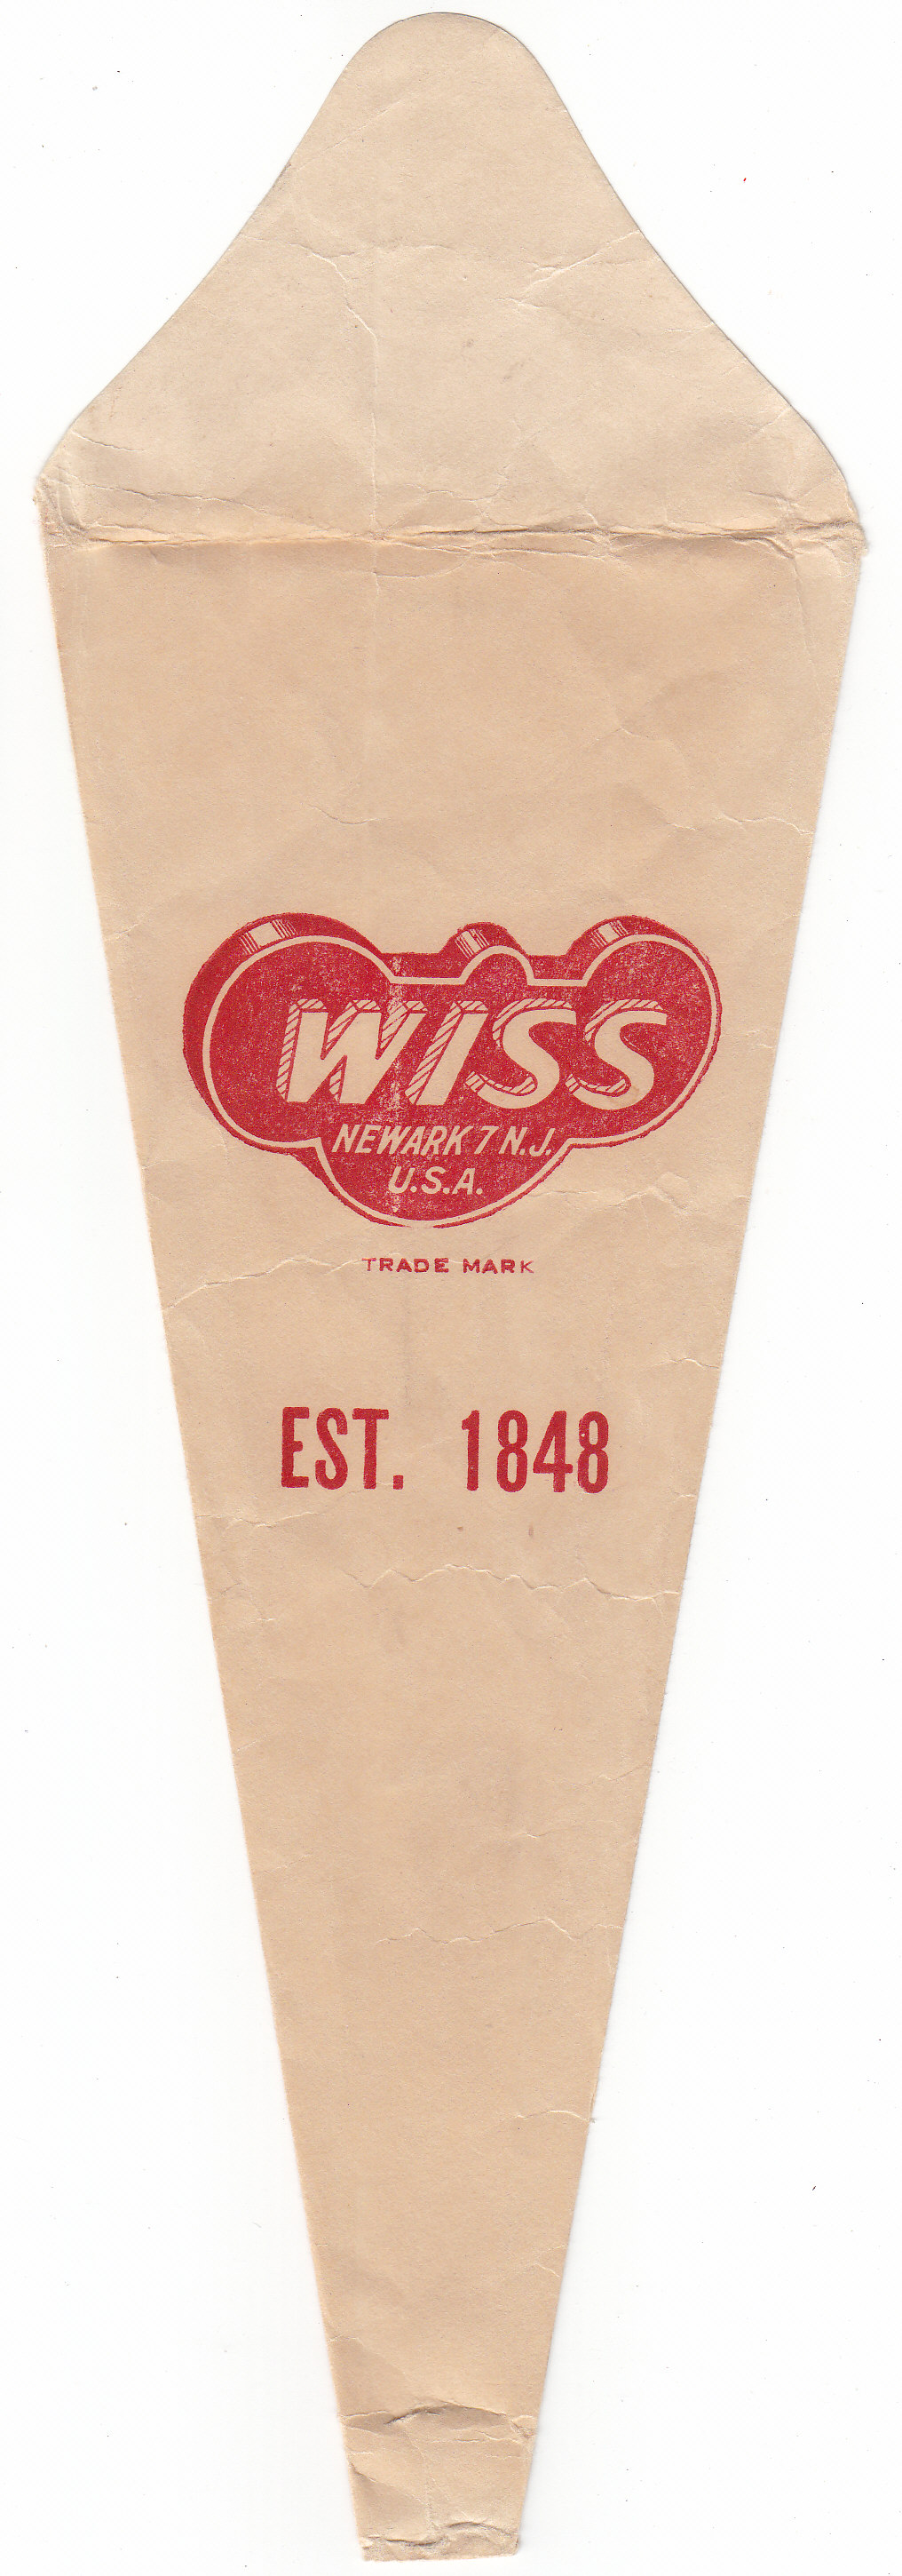 WISS
NEWARK 7 N.J.
U.S.A.
TRADE MARK
EST. 1848